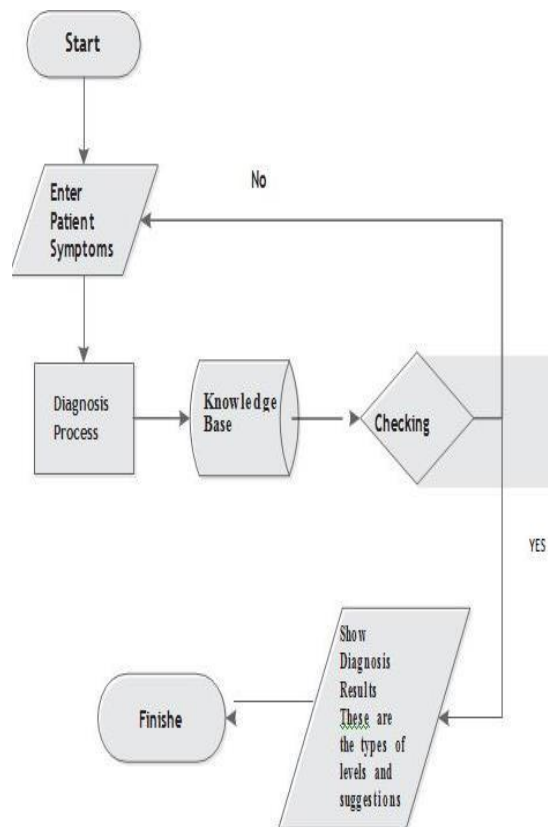 Start
No
Enter
Patient
Symptoms
Diagnosis
Process
Knowledge
Base
Checking
YES
Show
Diagnosis
Results
These are
the types of
levels and
suggestions
Finishe